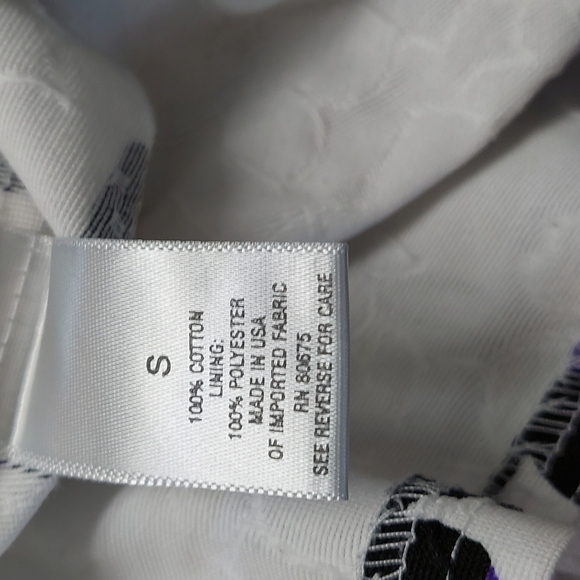 S
100% COTTON
LINING:
100% POLYESTER
MADE IN USA
OF IMPORTED FABRIC
RN 80675
SEE REVERSE FOR CARE